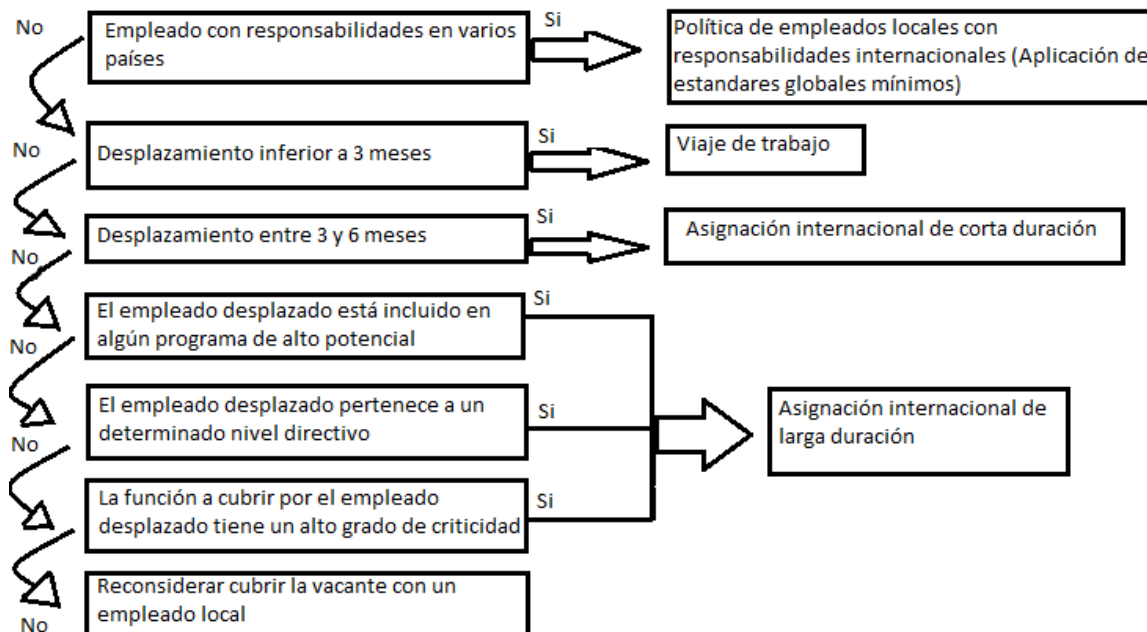 No
Empleado con responsabilidades en varios
países
Si
Política de empleados locales con
responsabilidades internacionales (Aplicación de
estandares globales mínimos)
No
Desplazamiento inferior a 3 meses
Si
Viaje de trabajo
No
Desplazamiento entre 3 y 6 meses
Si
Asignación internacional de corta duración
No
El empleado desplazado está incluido en
algún programa de alto potencial
Si
No
El empleado desplazado pertenece a un
determinado nivel directivo
Si
Asignación internacional de
larga duración
No
La función a cubrir por el empleado
desplazado tiene un alto grado de criticidad
Si
Reconsiderar cubrir la vacante con un
empleado local
No